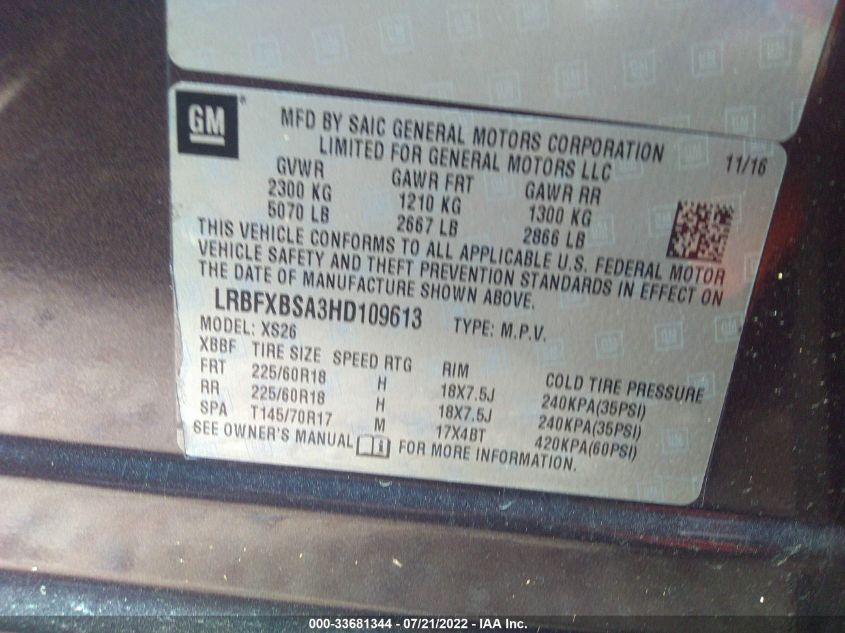 GM
MFD BY SAIC GENERAL MOTORS CORPORATION
LIMITED FOR GENERAL MOTORS LLC
11/16
GVWR GAWR FRT GAWR RR
2300 KG 1210 KG 1300 KG
5070 LB 2667 LB 2866 LB
THIS VEHICLE CONFORMS TO ALL APPLICABLE U.S. FEDERAL MOTOR
VEHICLE SAFETY AND THEFT PREVENTION STANDARDS IN EFFECT ON
THE DATE OF MANUFACTURE SHOWN ABOVE.
LRBFXBSA3HD109613 TYPE: M.P.V.
MODEL: XS26
XBBF TIRE SIZE SPEED RTG RIM COLD TIRE PRESSURE
FRT 225/60R18 H 18X7.5J 240KPA(35PSI)
RR 225/60R18 H 18X7.5J 240KPA(35PSI)
SPA T145/70R17 M 17X4BT 420KPA(60PSI)
SEE OWNER'S MANUAL FOR MORE INFORMATION.
000-33681344 - 07/21/2022 - IAA Inc.